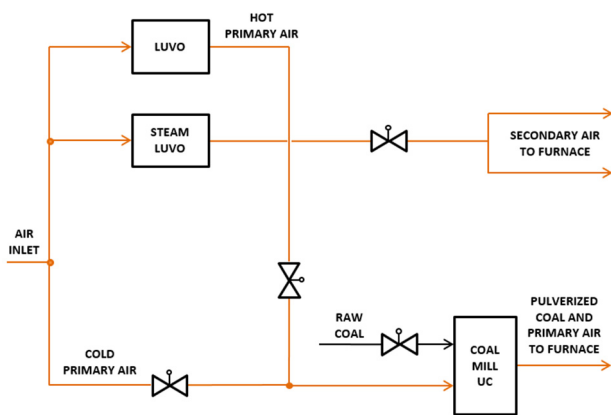 HOT
PRIMARY AIR
LUVO
STEAM
LUVO
SECONDARY AIR
TO FURNACE
AIR
INLET
RAW
COAL
PULVERIZED
COAL AND
PRIMARY AIR
TO FURNACE
COLD
PRIMARY AIR
COAL
MILL
UC